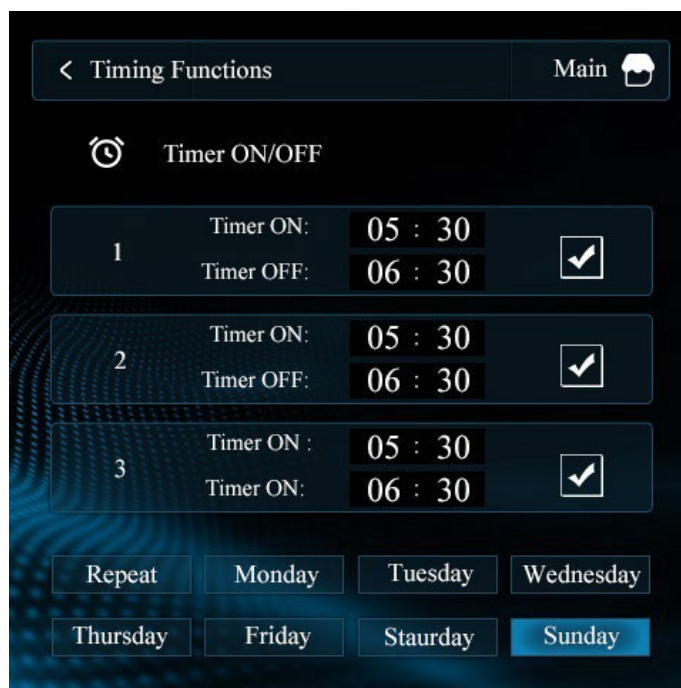 < Timing Functions Main
Timer ON/OFF
1
Timer ON: 05 : 30
Timer OFF: 06 : 30
2
Timer ON: 05 : 30
Timer OFF: 06 : 30
3
Timer ON : 05 : 30
Timer ON: 06 : 30
Repeat Monday Tuesday Wednesday
Thursday Friday Staurday Sunday